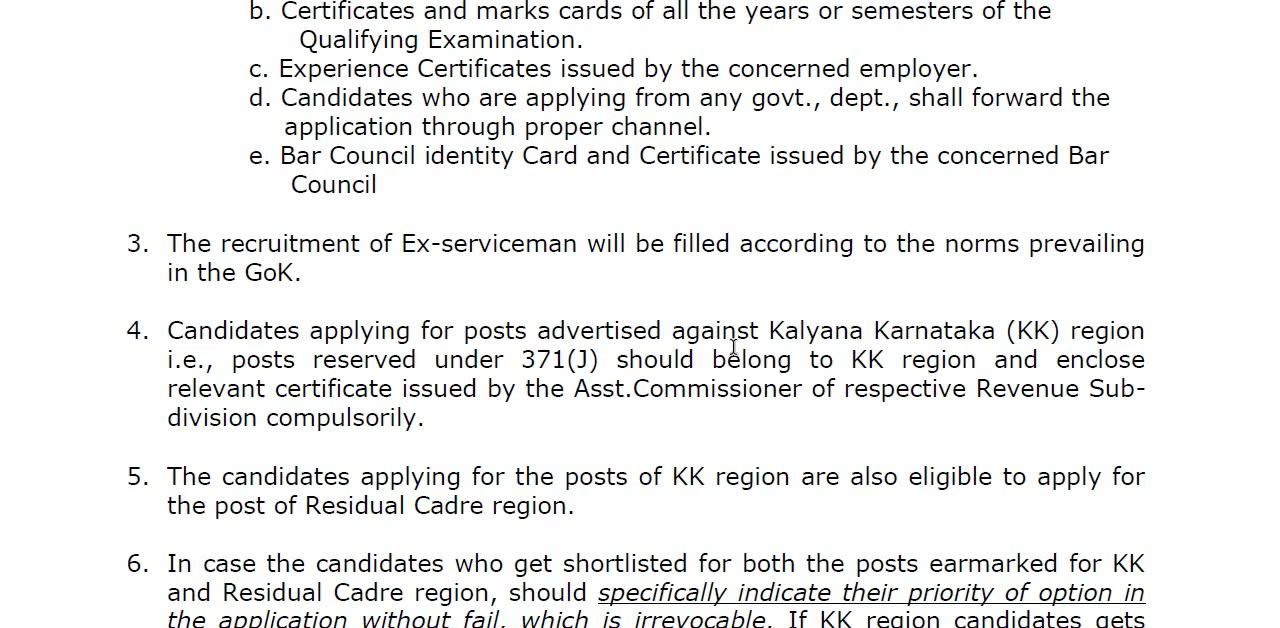 b. Certificates and marks cards of all the years or semesters of the
Qualifying Examination.
c. Experience Certificates issued by the concerned employer.
d. Candidates who are applying from any govt., dept., shall forward the
application through proper channel.
e. Bar Council identity Card and Certificate issued by the concerned Bar
Council
3. The recruitment of Ex-serviceman will be filled according to the norms prevailing
in the GoK.
4. Candidates applying for posts advertised against Kalyana Karnataka (KK) region
i.e., posts reserved under 371(J) should belong to KK region and enclose
relevant certificate issued by the Asst.Commissioner of respective Revenue Sub-
division compulsorily.
5. The candidates applying for the posts of KK region are also eligible to apply for
the post of Residual Cadre region.
6. In case the candidates who get shortlisted for both the posts earmarked for KK
and Residual Cadre region, should specifically indicate their priority of option in
the application without fail, which is irrevocable. If KK region candidates gets